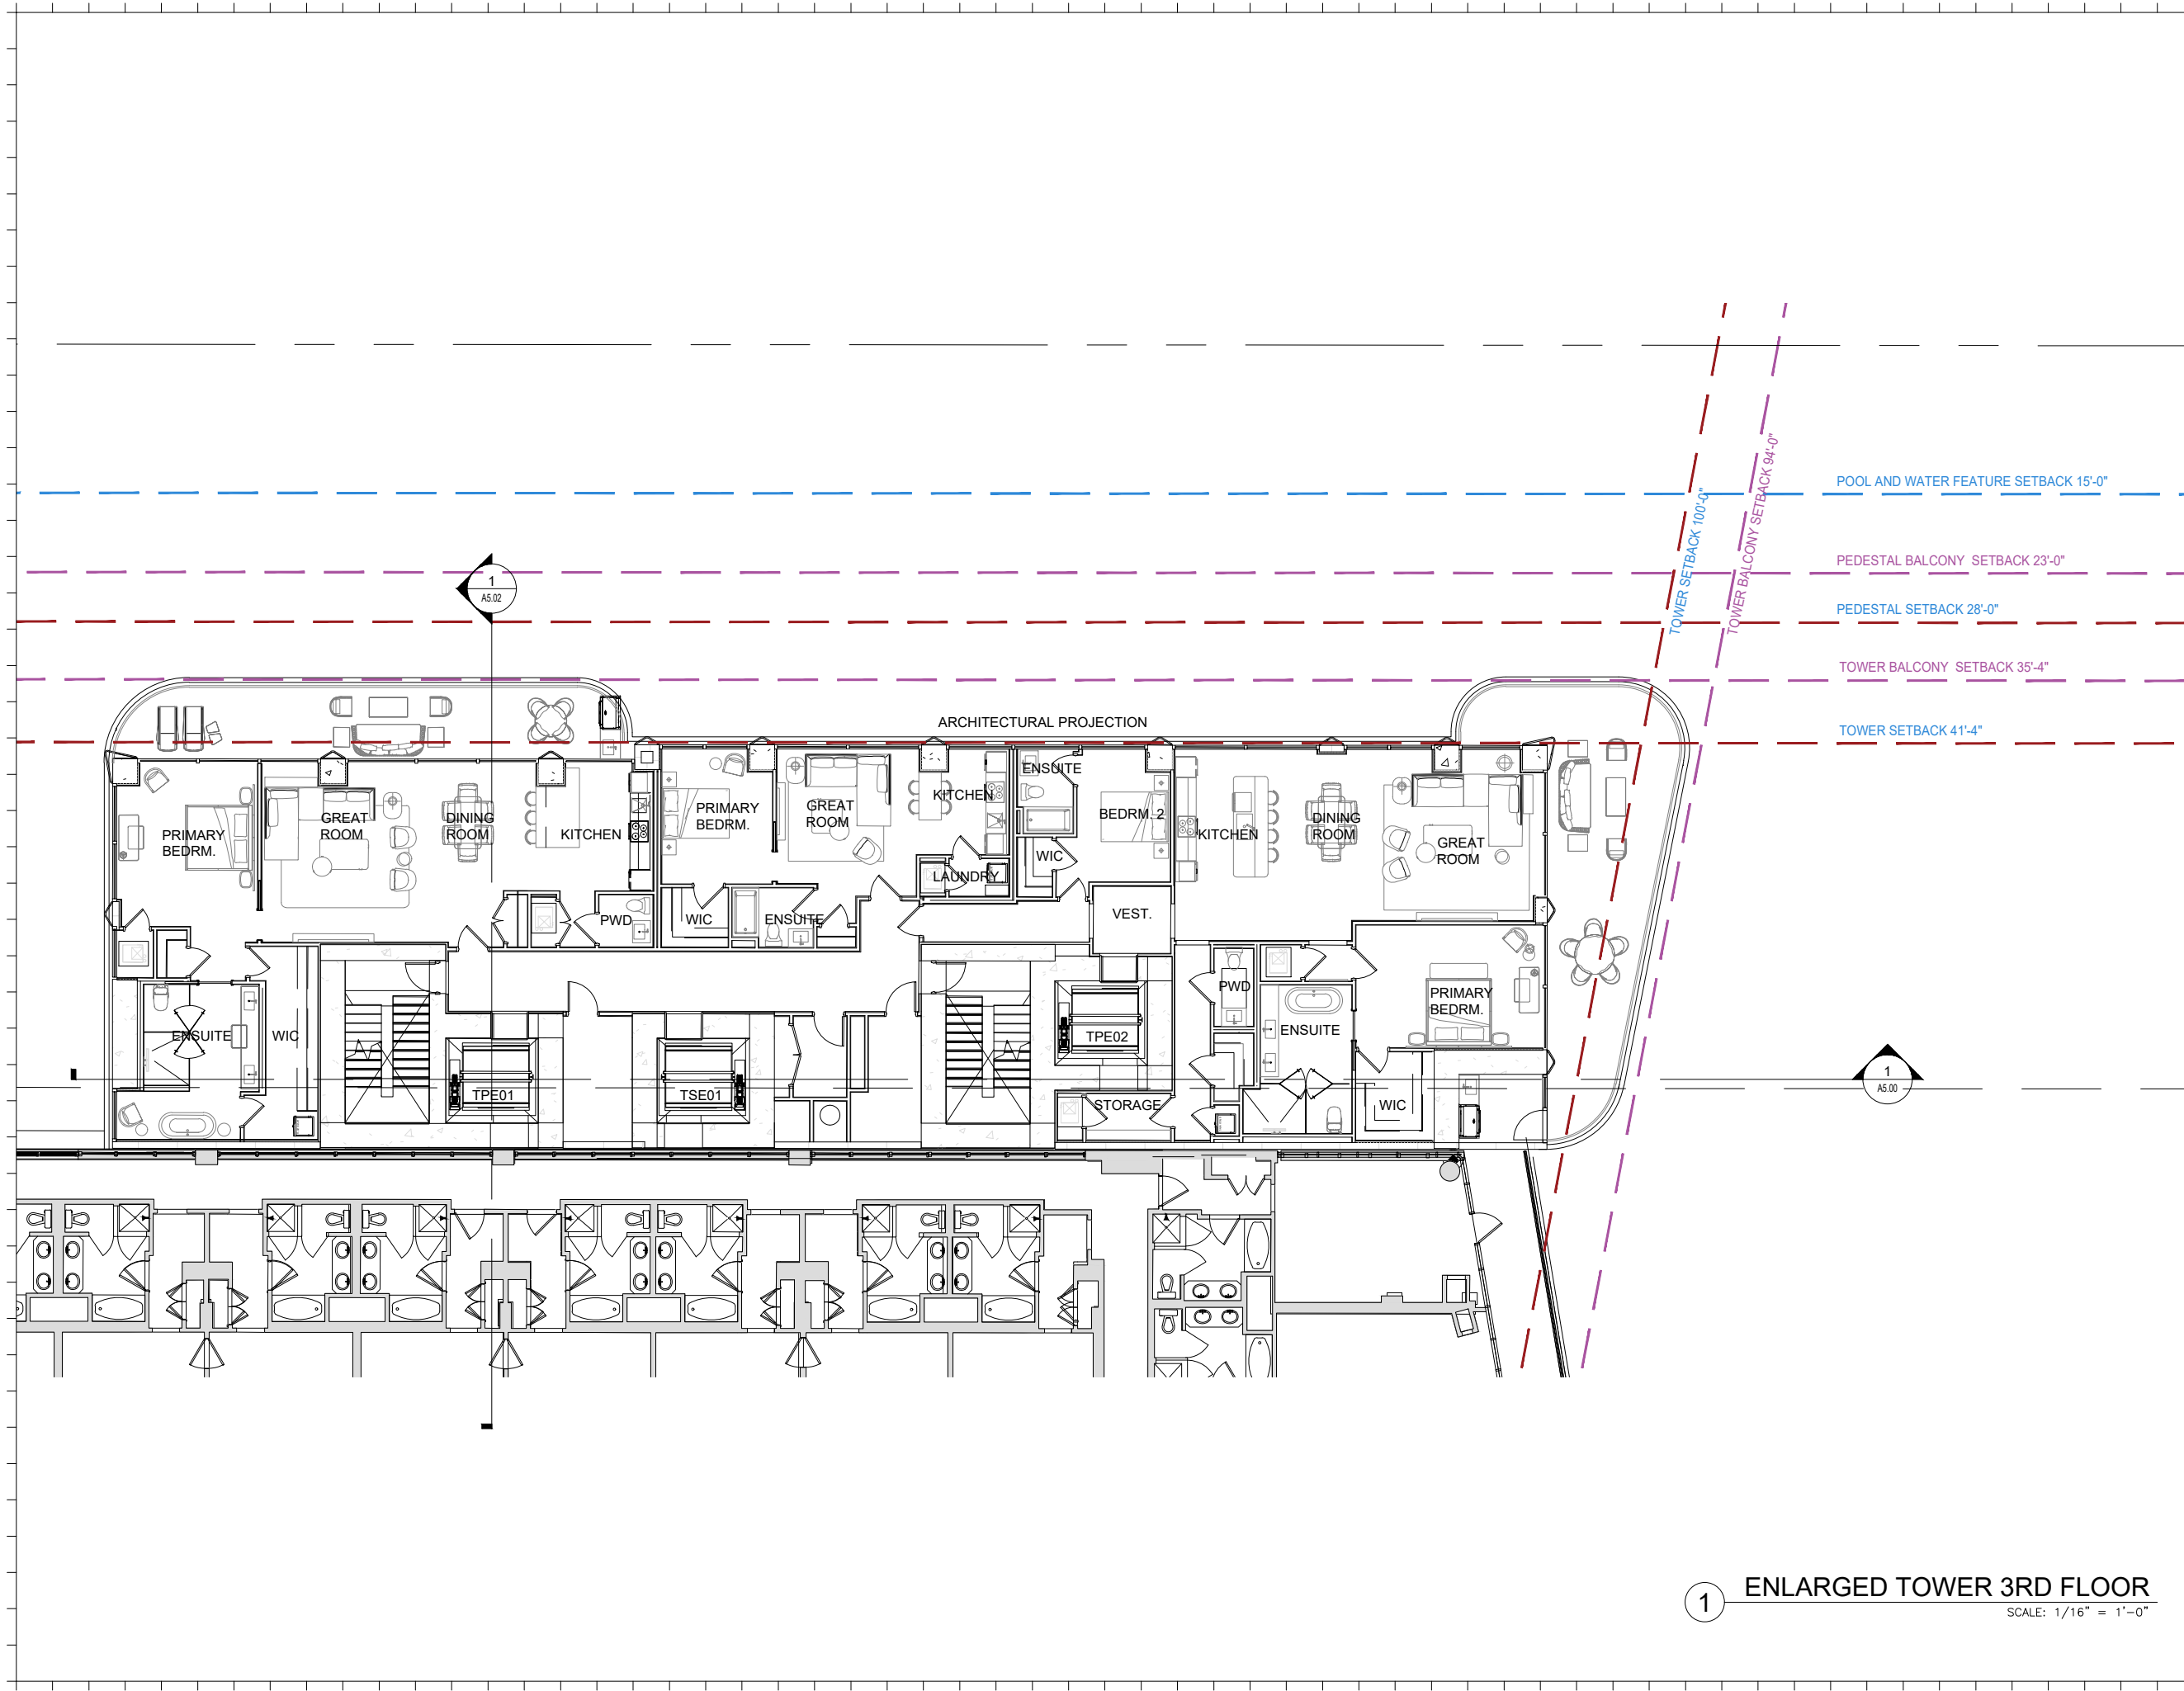 TOWER SETBACK 100'-0"
TOWER BALCONY SETBACK 94'-0"
POOL AND WATER FEATURE SETBACK 15'-0"
PEDESTAL BALCONY SETBACK 23'-0"
1
A5.02
PEDESTAL SETBACK 28'-0"
TOWER BALCONY SETBACK 35'-4"
ARCHITECTURAL PROJECTION
TOWER SETBACK 41'-4"
PRIMARY
BEDRM.
GREAT
ROOM
DINING
ROOM
KITCHEN
PRIMARY
BEDRM.
GREAT
ROOM
KITCHEN
ENSUITE
BEDRM. 2
KITCHEN
DINING
ROOM
GREAT
ROOM
WIC
LAUNDRY
PWD
WIC
ENSUITE
VEST.
ENSUITE
WIC
PWD
ENSUITE
PRIMARY
BEDRM.
TPE01
TSE01
TPE02
STORAGE
WIC
1
A5.00
1
ENLARGED TOWER 3RD FLOOR
SCALE: 1/16" = 1'-0"